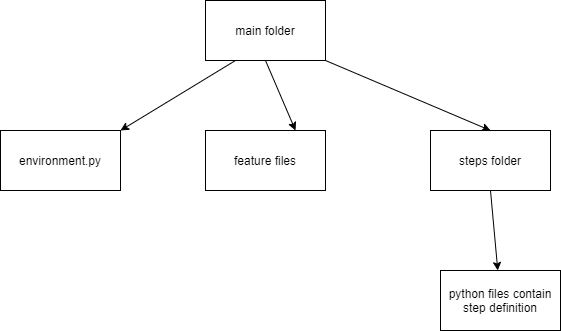 main folder
environment.py
feature files
steps folder
python files contain
step definition